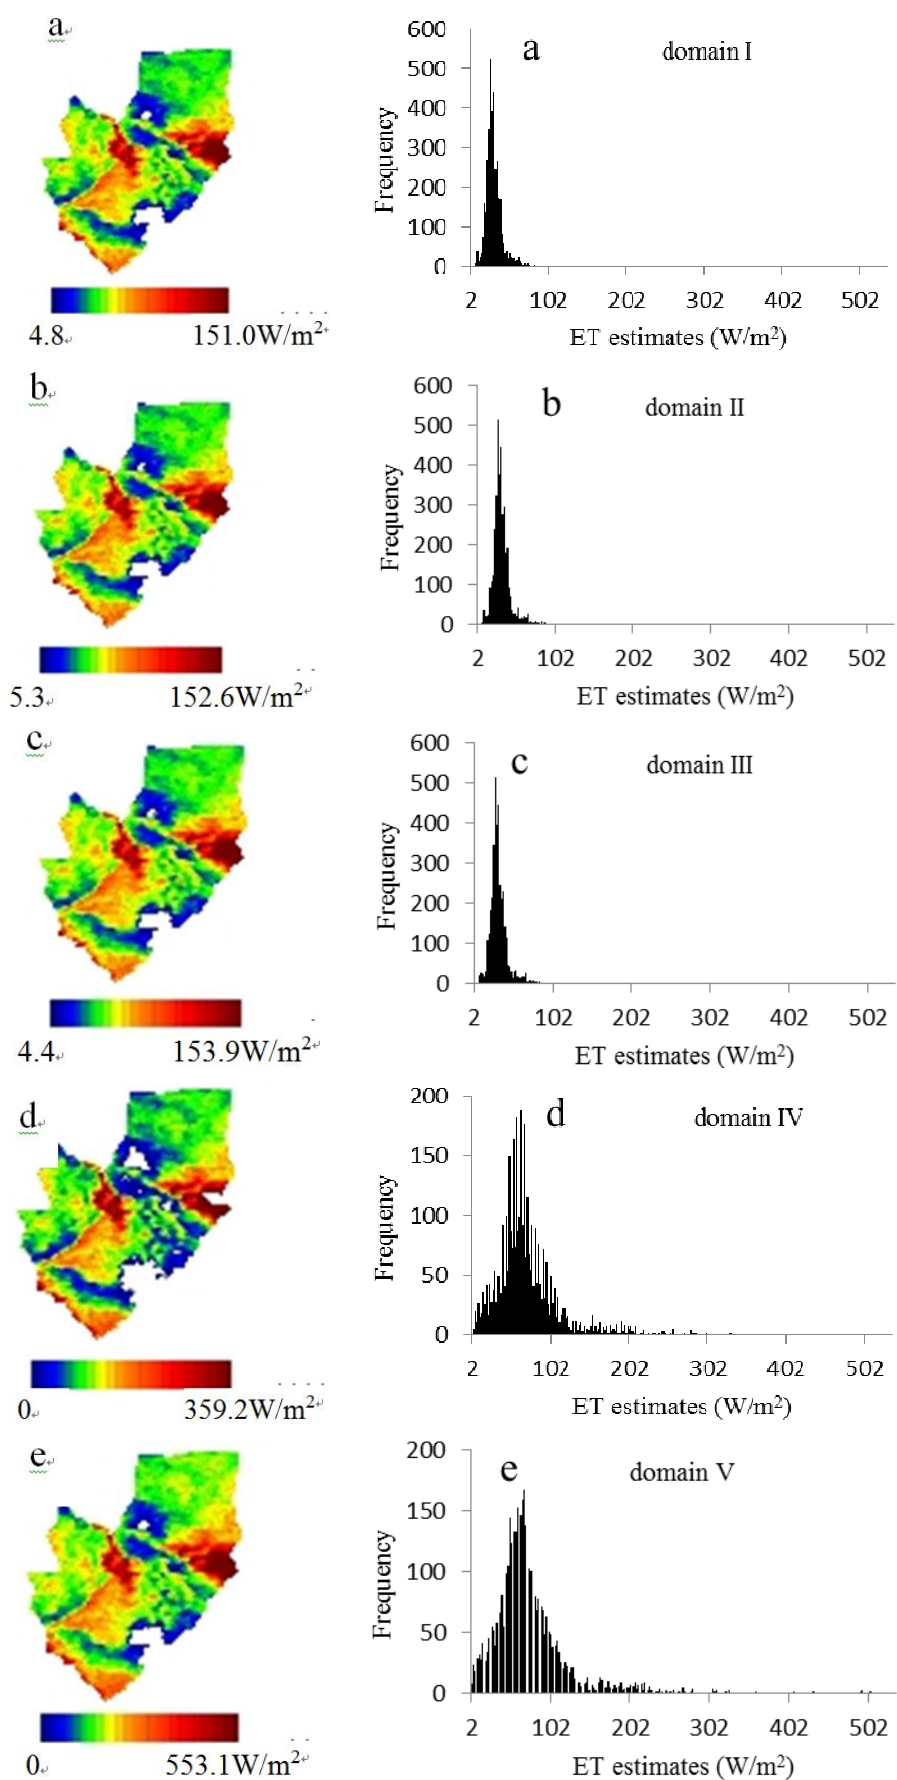 a
4.8
151.0W/m²
600
500
400
300
200
100
0
Frequency
a
domain I
2 102 202 302 402 502
ET estimates (W/m²)
b
5.3
152.6W/m²
600
500
400
300
200
100
0
Frequency
b
domain II
2 102 202 302 402 502
ET estimates (W/m²)
c
4.4
153.9W/m²
600
500
400
300
200
100
0
Frequency
c
domain III
2 102 202 302 402 502
ET estimates (W/m²)
d
0
359.2W/m²
200
150
100
50
0
Frequency
d
domain IV
2 102 202 302 402 502
ET estimates (W/m²)
e
0
553.1W/m²
200
150
100
50
0
Frequency
e
domain V
2 102 202 302 402 502
ET estimates (W/m²)